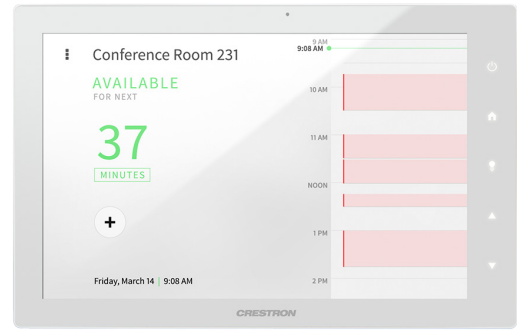 Conference Room 231
AVAILABLE
FOR NEXT
37
MINUTES
+
Friday, March 14 | 9:08 AM
9 AM
9:08 AM
10 AM
11 AM
NOON
1 PM
2 PM
CRESTRON